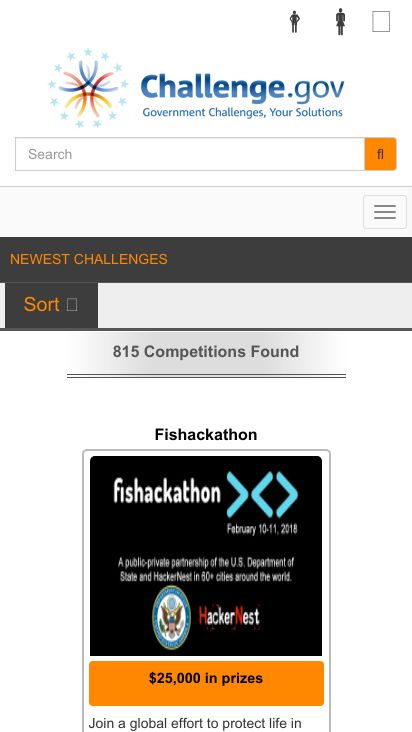 Challenge.gov
Government Challenges, Your Solutions
Search
NEWEST CHALLENGES
Sort
815 Competitions Found
Fishackathon
fishackathon
February 10-11, 2018
A public-private partnership of the U.S. Department of
State and HackerNest in 60+ cities around the world.
HackerNest
$25,000 in prizes
Join a global effort to protect life in